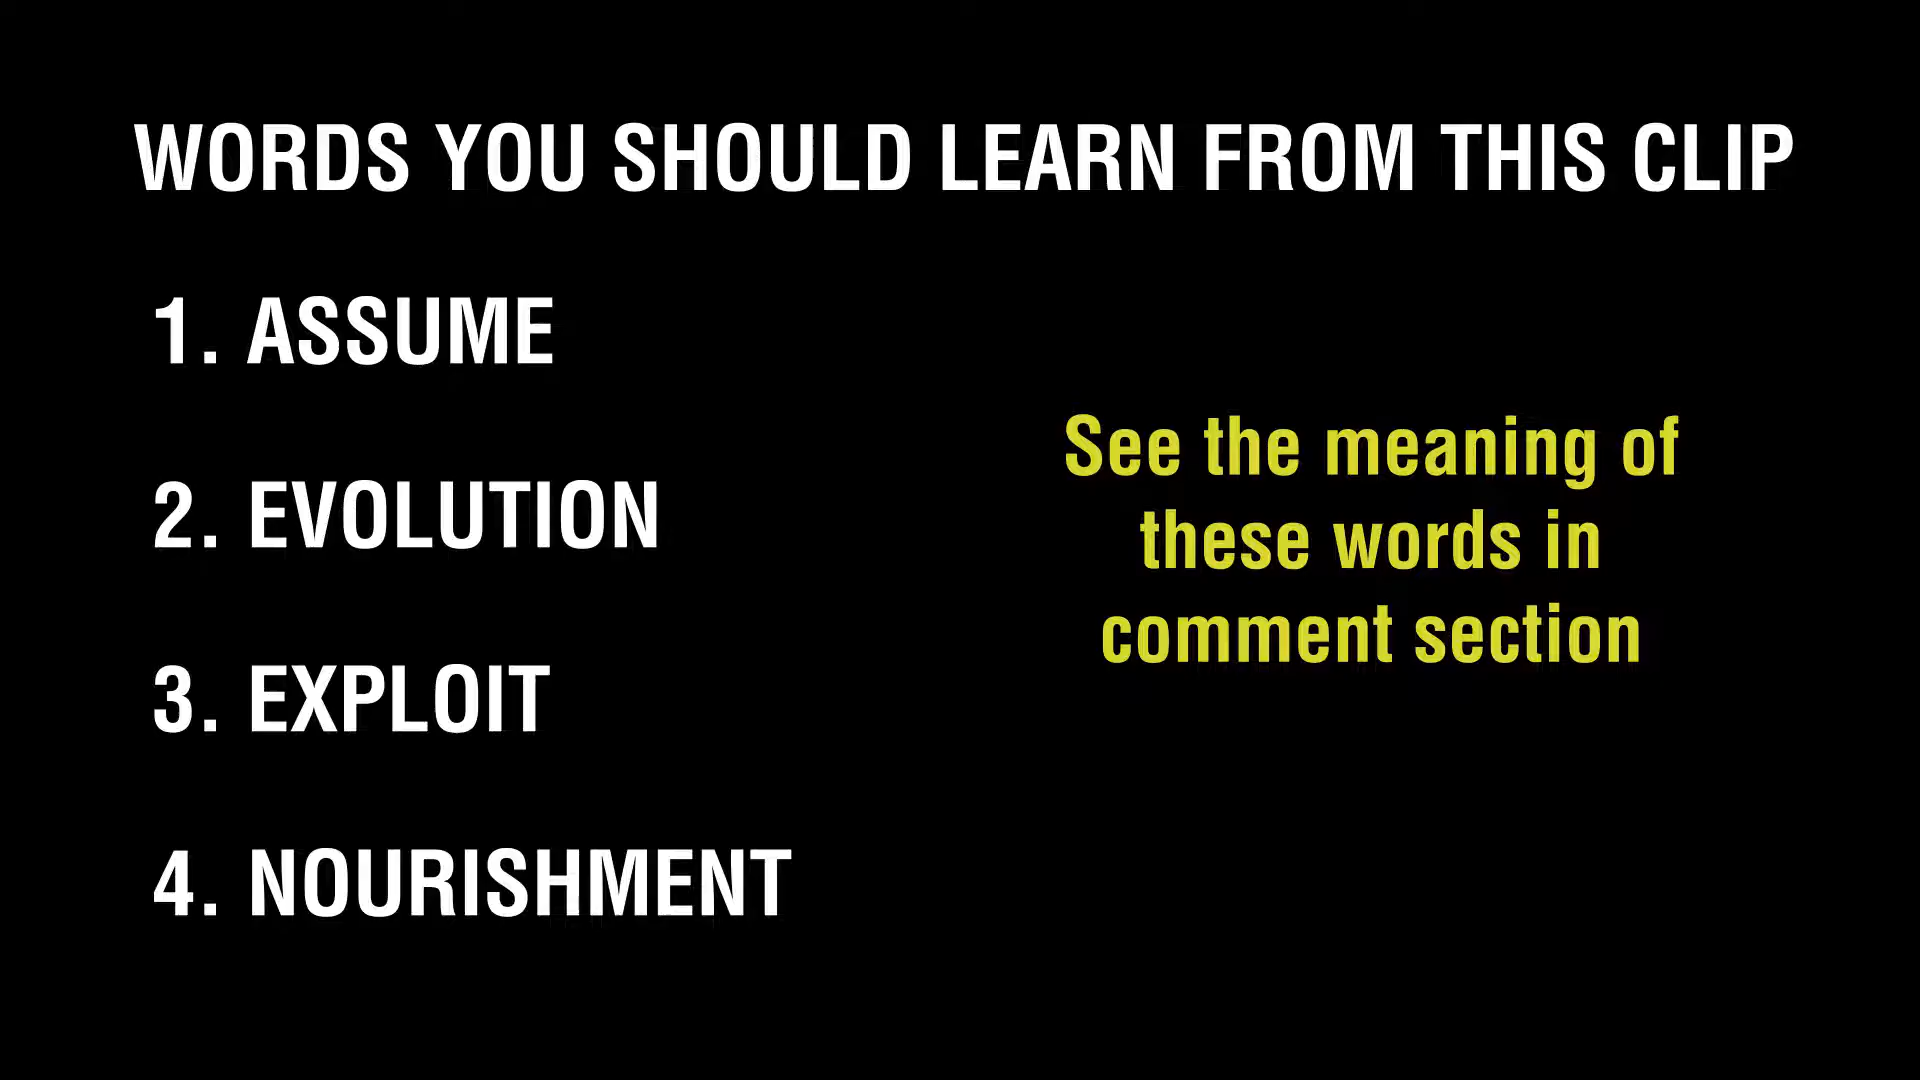 WORDS YOU SHOULD LEARN FROM THIS CLIP
1. ASSUME
2. EVOLUTION
3. EXPLOIT
4. NOURISHMENT
See the meaning of
these words in
comment section